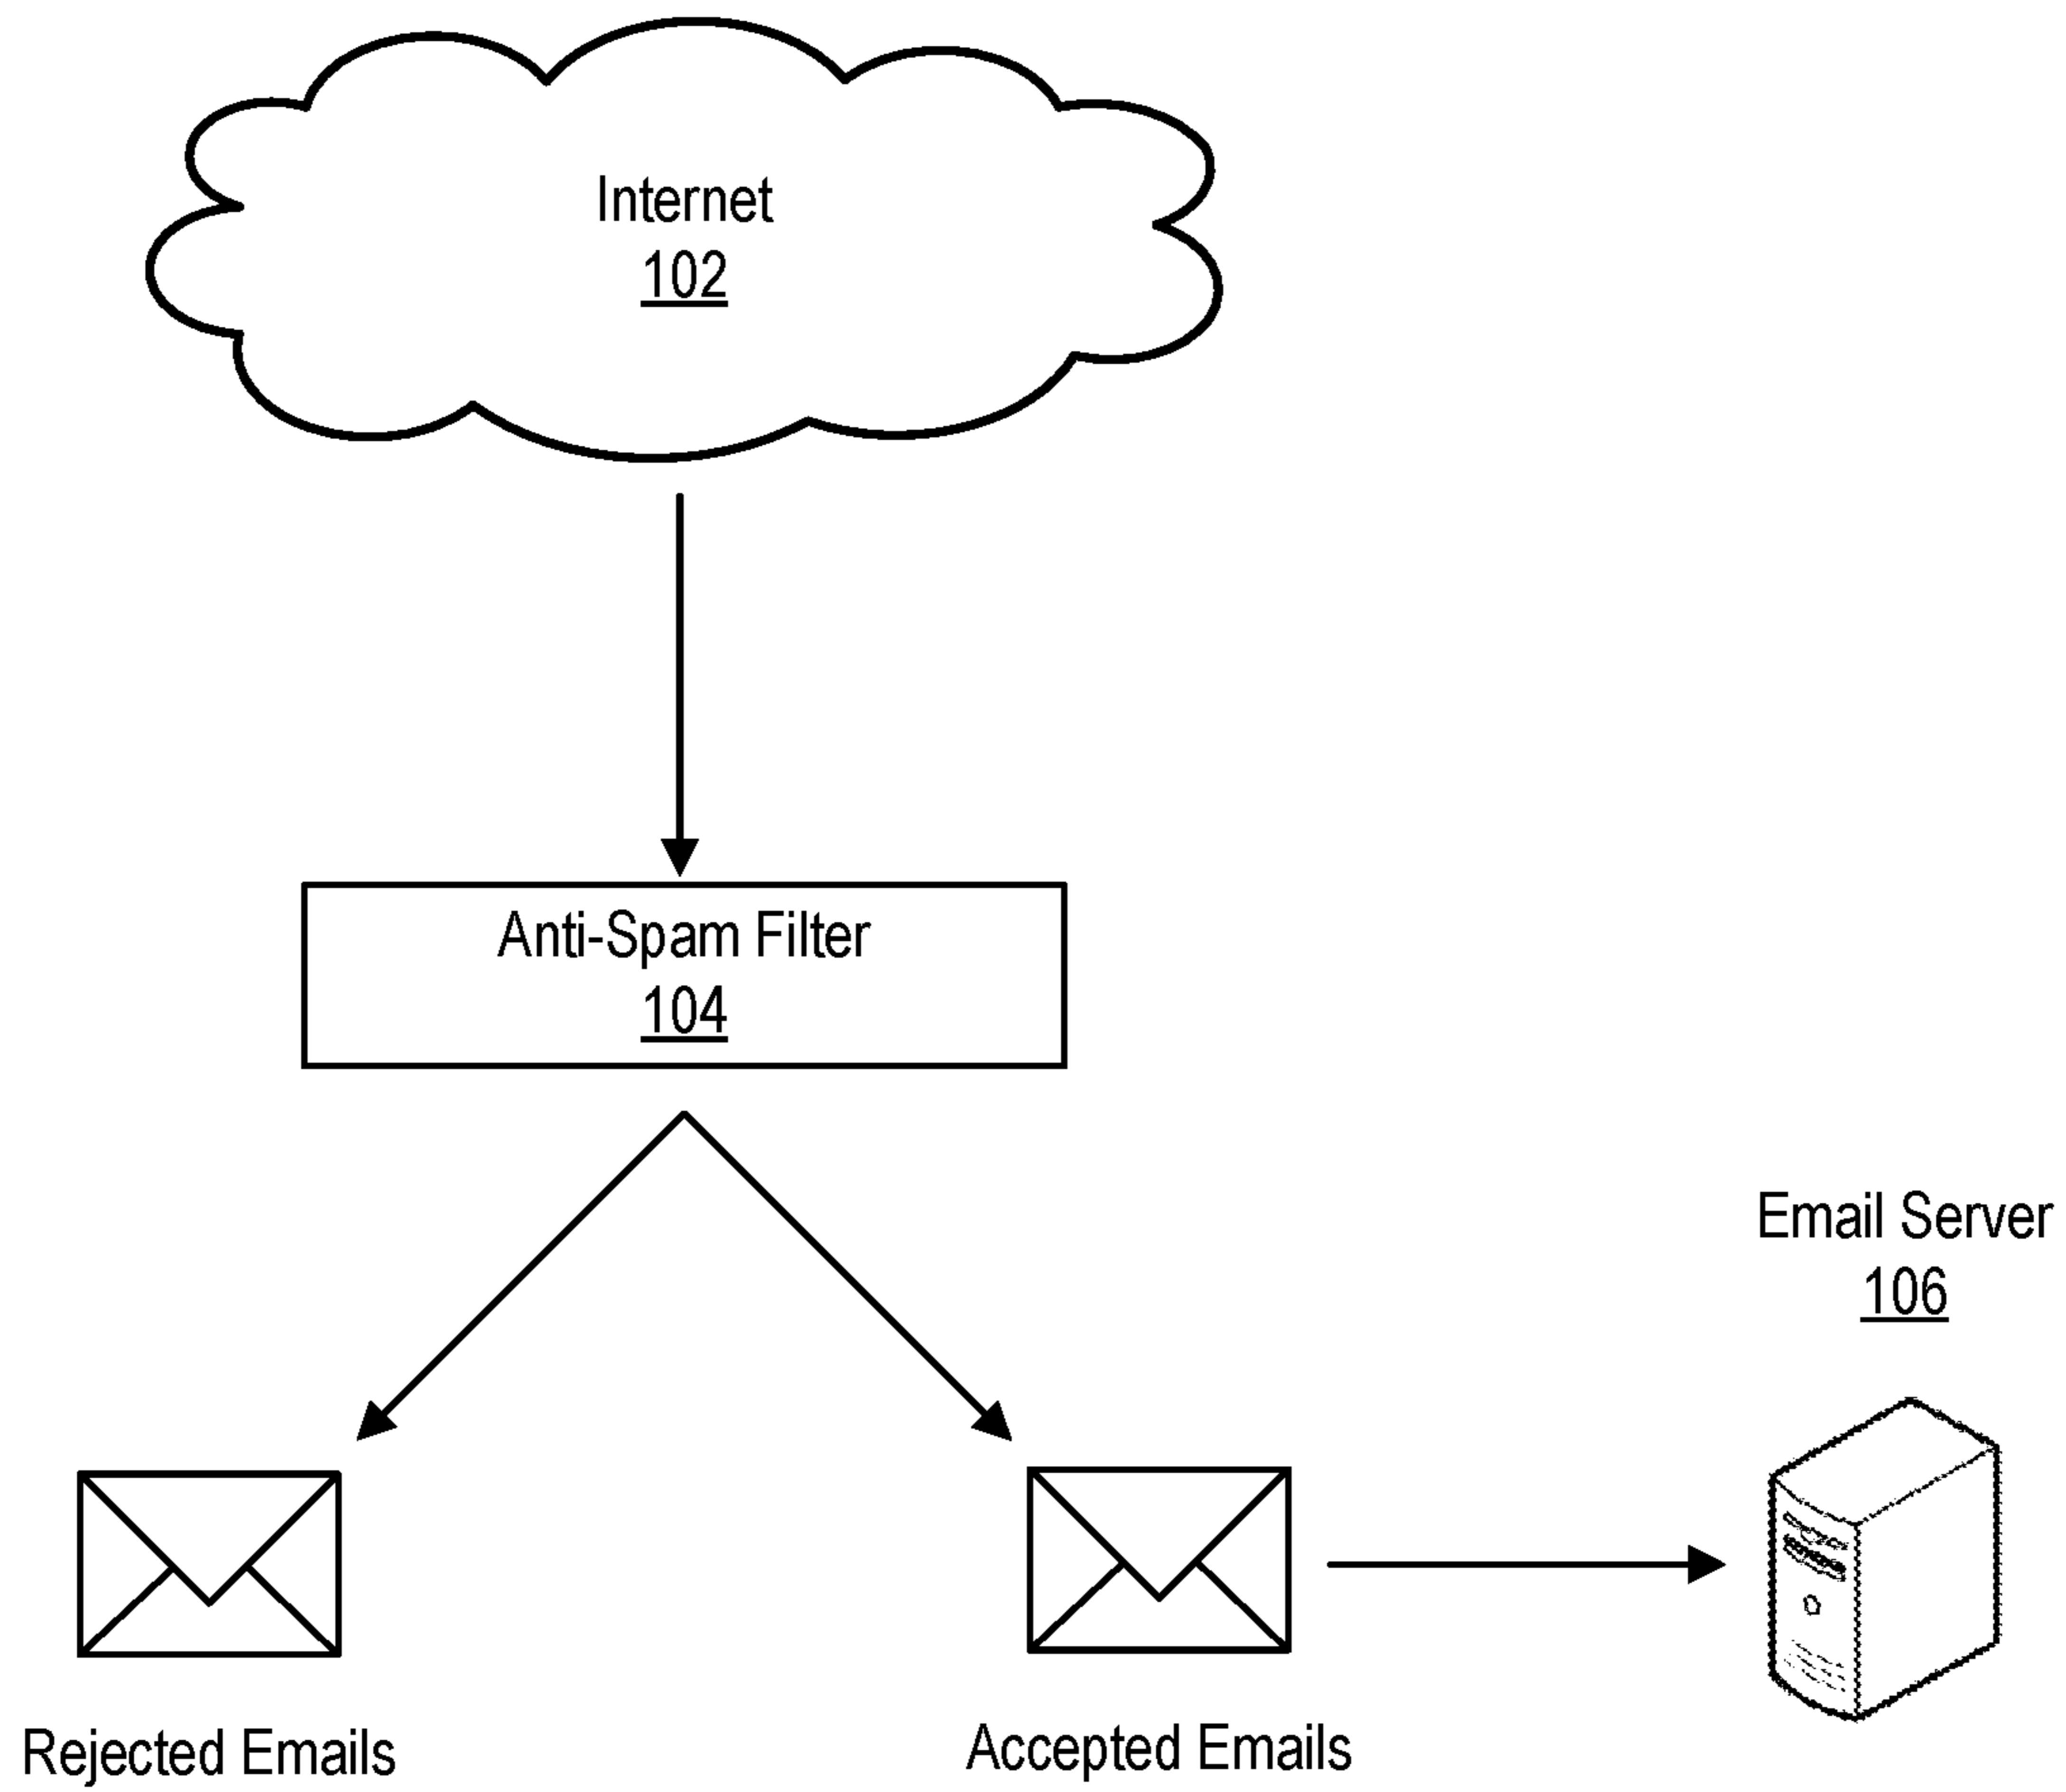 Internet
102
Anti-Spam Filter
104
Email Server
106
Rejected Emails
Accepted Emails